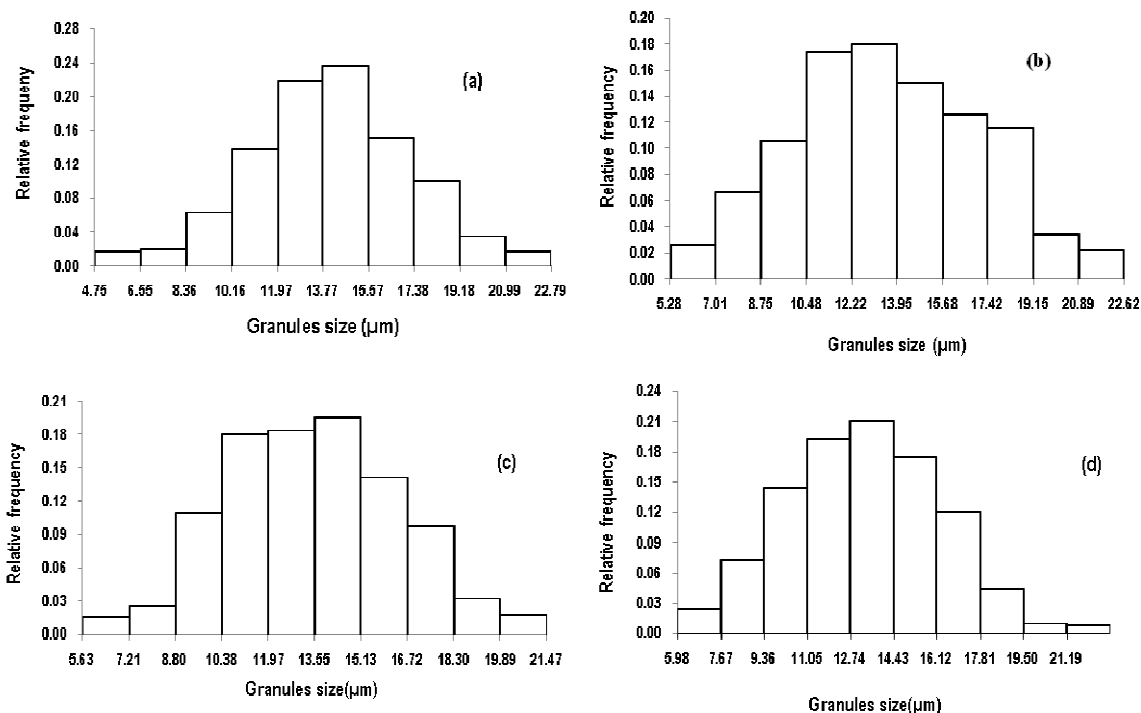 0.28
0.24
0.20
0.16
0.12
0.08
0.04
0.00
Relative frequeny
(a)
4.75 6.55 8.36 10.16 11.97 13.77 15.57 17.38 19.18 20.99 22.79
Granules size (µm)
0.20
0.18
0.16
0.14
0.12
0.10
0.08
0.06
0.04
0.02
0.00
Relative frequency
(b)
5.28 7.01 8.75 10.48 12.22 13.95 15.68 17.42 19.15 20.89 22.62
Granules size (µm)
0.21
0.18
0.15
0.12
0.09
0.06
0.03
0.00
Relative frequency
(c)
5.63 7.21 8.80 10.38 11.97 13.55 15.13 16.72 18.30 19.89 21.47
Granules size(µm)
0.24
0.21
0.18
0.15
0.12
0.09
0.06
0.03
0.00
Relative frequency
(d)
5.98 7.67 9.36 11.05 12.74 14.43 16.12 17.81 19.50 21.19
Granules size(µm)